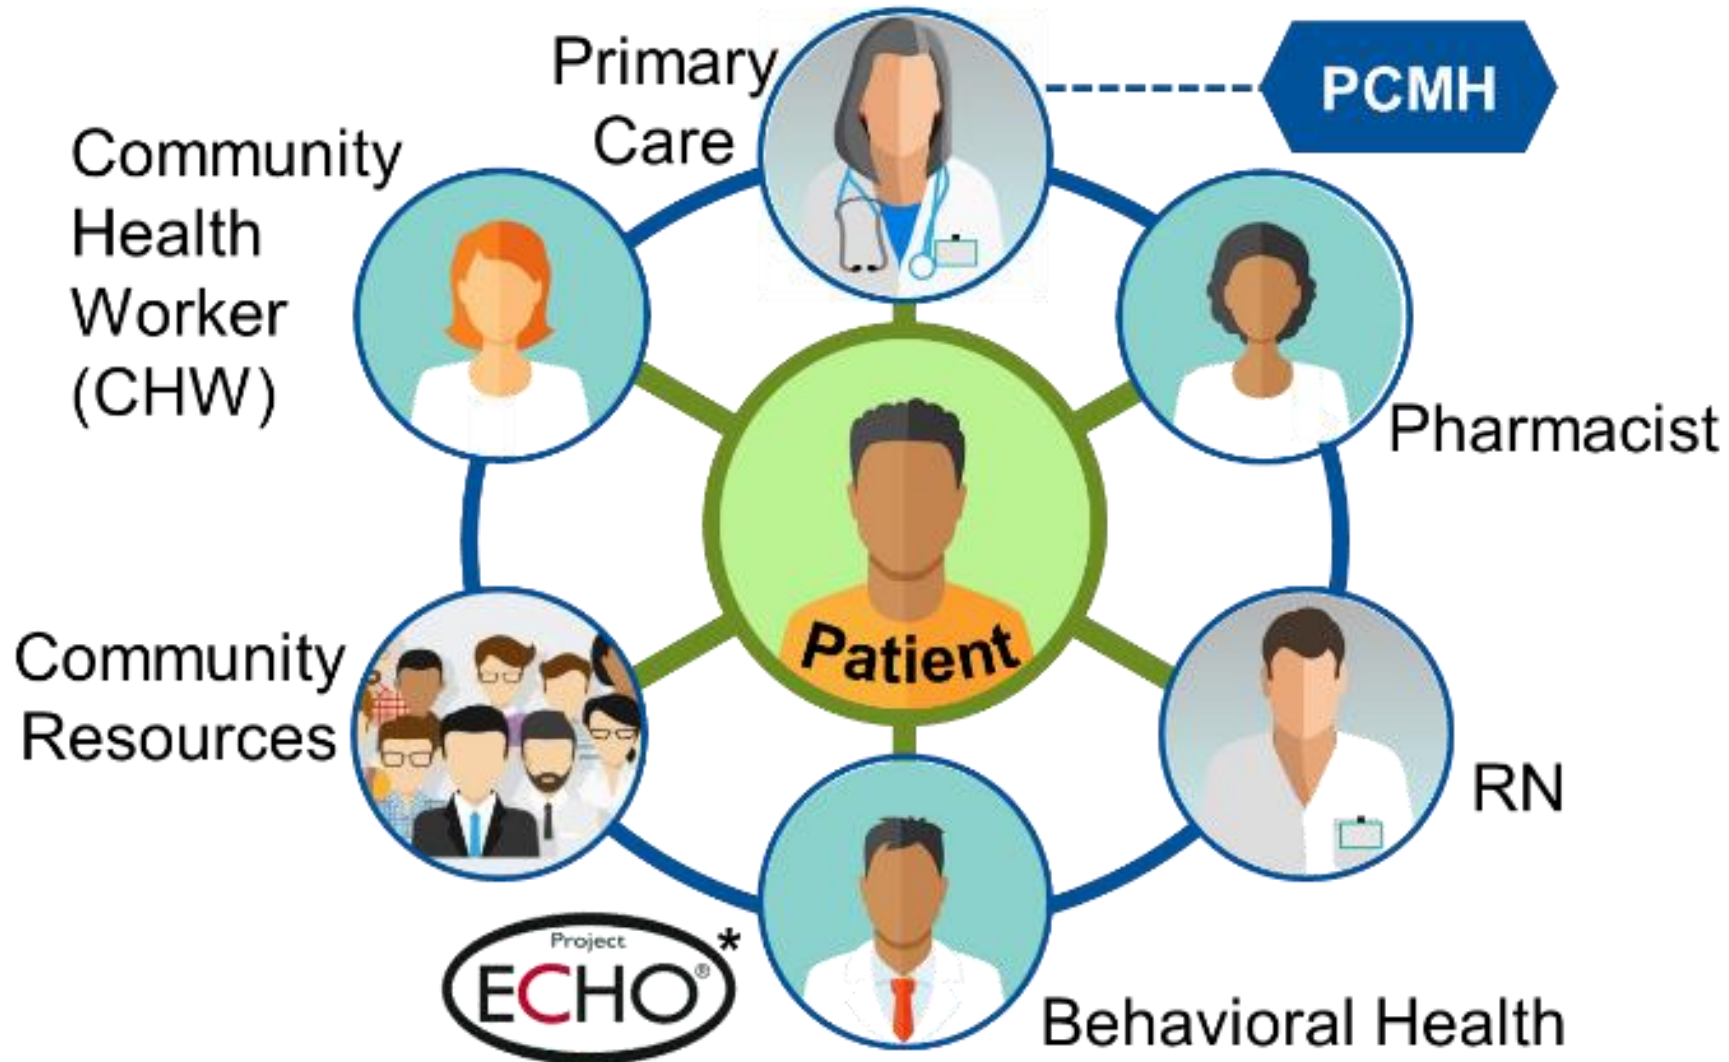 Primary
Care
PCMH
Community
Health
Worker
(CHW)
Pharmacist
Patient
Community
Resources
RN
Project
ECHO® *
Behavioral Health